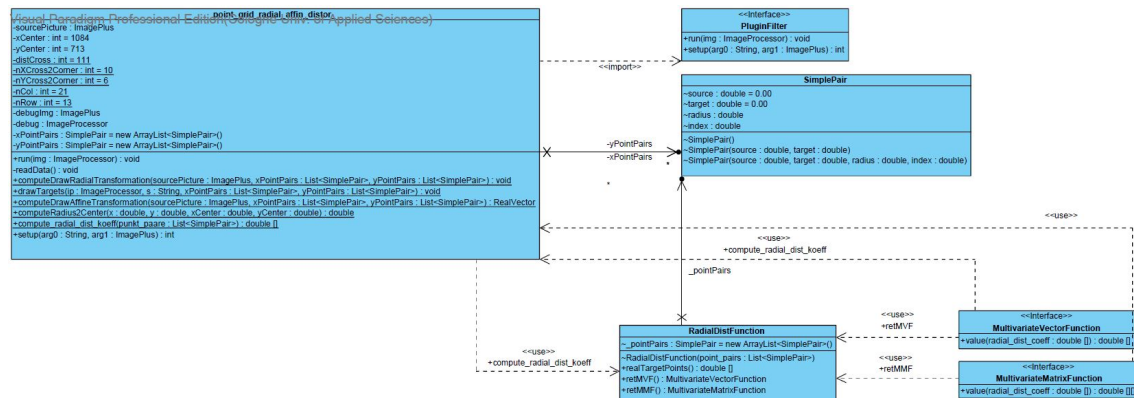 Visual Paradigm Professional Edition(Cologne Univ. of Applied Sciences)
point_grid_radial_affin_distor
-sourcePicture : ImagePlus
-xCenter : int = 1084
-yCenter : int = 713
-distCross : int = 111
-nXCross2Corner : int = 10
-nYCross2Corner : int = 6
-nCol : int = 21
-nRow : int = 13
-debugImg : ImagePlus
-debug : ImageProcessor
-xPointPairs : SimplePair = new ArrayList<SimplePair>()
-yPointPairs : SimplePair = new ArrayList<SimplePair>()
+run(img : ImageProcessor) : void
-readData() : void
+computeDrawRadialTransformation(sourcePicture : ImagePlus, xPointPairs : List<SimplePair>, yPointPairs : List<SimplePair>) : void
+drawTargets(ip : ImageProcessor, s : String, xPointPairs : List<SimplePair>, yPointPairs : List<SimplePair>) : void
+computeDrawAffineTransformation(sourcePicture : ImagePlus, xPointPairs : List<SimplePair>, yPointPairs : List<SimplePair>) : RealVector
+computeRadius2Center(x : double, y : double, xCenter : double, yCenter : double) : double
+compute_radial_dist_koeff(punkt_paare : List<SimplePair>) : double []
+setup(arg0 : String, arg1 : ImagePlus) : int
<<import>>
<<Interface>>
PluginFilter
+run(img : ImageProcessor) : void
+setup(arg0 : String, arg1 : ImagePlus) : int
SimplePair
~source : double = 0.00
~target : double = 0.00
~radius : double
~index : double
~SimplePair()
~SimplePair(source : double, target : double)
~SimplePair(source : double, target : double, radius : double, index : double)
-yPointPairs
-xPointPairs
*
*
<<use>>
<<use>>
+compute_radial_dist_koeff
_pointPairs
<<use>>
+compute_radial_dist_koeff
RadialDistFunction
~_pointPairs : SimplePair = new ArrayList<SimplePair>()
~RadialDistFunction(point_pairs : List<SimplePair>)
+realTargetPoints() : double []
+retMVF() : MultivariateVectorFunction
+retMMF() : MultivariateMatrixFunction
<<use>>
+retMVF
<<use>>
+retMMF
<<Interface>>
MultivariateVectorFunction
+value(radial_dist_coeff : double []) : double []
<<Interface>>
MultivariateMatrixFunction
+value(radial_dist_coeff : double []) : double [][]